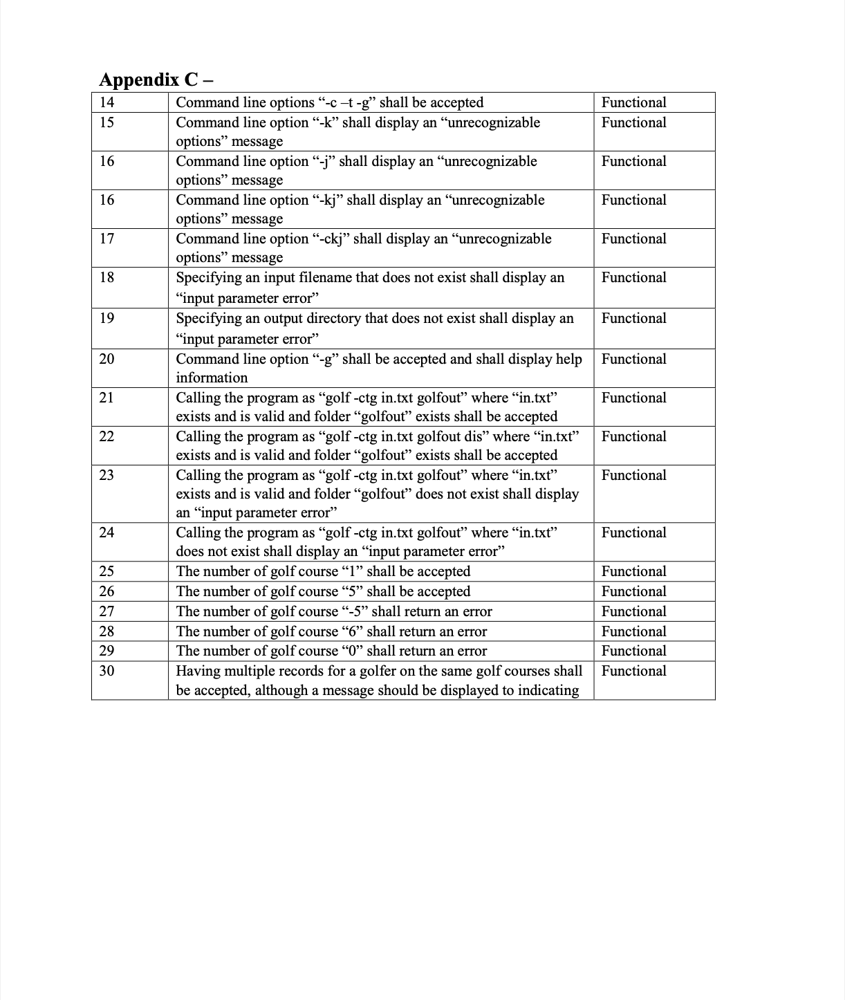 Appendix C –
14 Command line options “-c –t -g” shall be accepted Functional
15 Command line option “-k” shall display an “unrecognizable Functional
options” message
16 Command line option “-j” shall display an “unrecognizable Functional
options” message
16 Command line option “-kj” shall display an “unrecognizable Functional
options” message
17 Command line option “-ckj” shall display an “unrecognizable Functional
options” message
18 Specifying an input filename that does not exist shall display an Functional
“input parameter error”
19 Specifying an output directory that does not exist shall display an Functional
“input parameter error”
20 Command line option “-g” shall be accepted and shall display help Functional
information
21 Calling the program as “golf -ctg in.txt golfout” where “in.txt” Functional
exists and is valid and folder “golfout” exists shall be accepted
22 Calling the program as “golf -ctg in.txt golfout dis” where “in.txt” Functional
exists and is valid and folder “golfout” exists shall be accepted
23 Calling the program as “golf -ctg in.txt golfout” where “in.txt” Functional
exists and is valid and folder “golfout” does not exist shall display
an “input parameter error”
24 Calling the program as “golf -ctg in.txt golfout” where “in.txt” Functional
does not exist shall display an “input parameter error”
25 The number of golf course “1” shall be accepted Functional
26 The number of golf course “5” shall be accepted Functional
27 The number of golf course “-5” shall return an error Functional
28 The number of golf course “6” shall return an error Functional
29 The number of golf course “0” shall return an error Functional
30 Having multiple records for a golfer on the same golf courses shall Functional
be accepted, although a message should be displayed to indicating